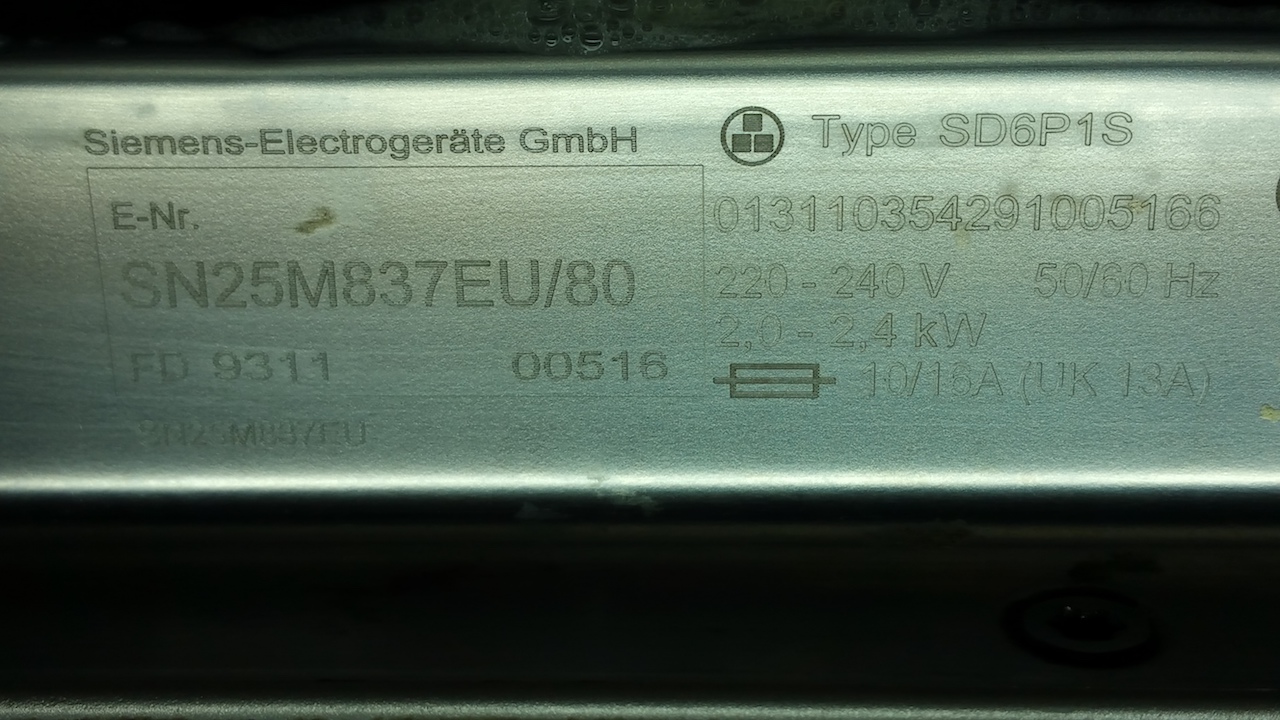 Siemens-Electrogeräte GmbH
Type SD6P1S
E-Nr.
013110354291005166
SN25M837EU/80
220 - 240 V 50/60 Hz
2,0 - 2,4 kW
FD 9311 00516
10/16A (UK 13A)
SN25M837EU